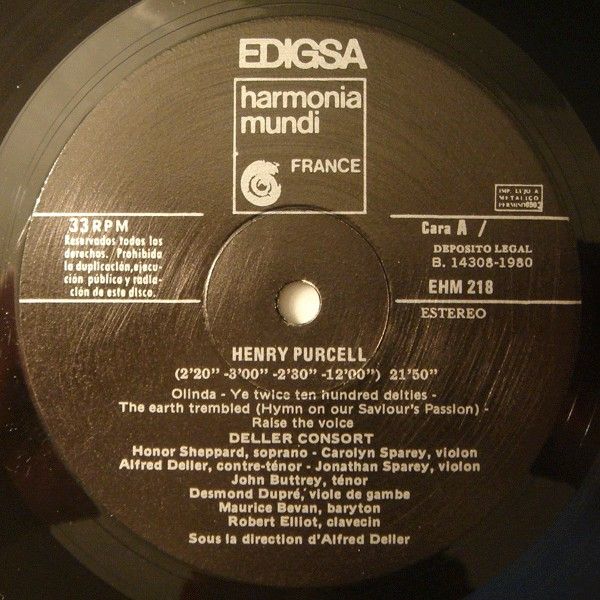 EDIGSA
harmonia
mundi
FRANCE
IMP. LUJO A
METALICO
33 RPM
Reservados todos los
derechos. Prohibida
la duplicación, ejecu-
ción público y radia-
ción de este disco.
Cara A /
DEPOSITO LEGAL
B. 14308-1980
EHM 218
ESTEREO
HENRY PURCELL
(2'20" -3'00" -2'30" -12'00") 21'50"
Olinda - Ye twice ten hundred deities -
The earth trembled (Hymn on our Saviour's Passion) -
Raise the voice
DELLER CONSORT
Honor Sheppard, soprano - Carolyn Sparey, violon
Alfred Deller, contre-ténor - Jonathan Sparey, violon
John Buttrey, ténor
Desmond Dupré, viole de gambe
Maurice Bevan, baryton
Robert Elliot, clavecin
Sous la direction d'Alfred Deller